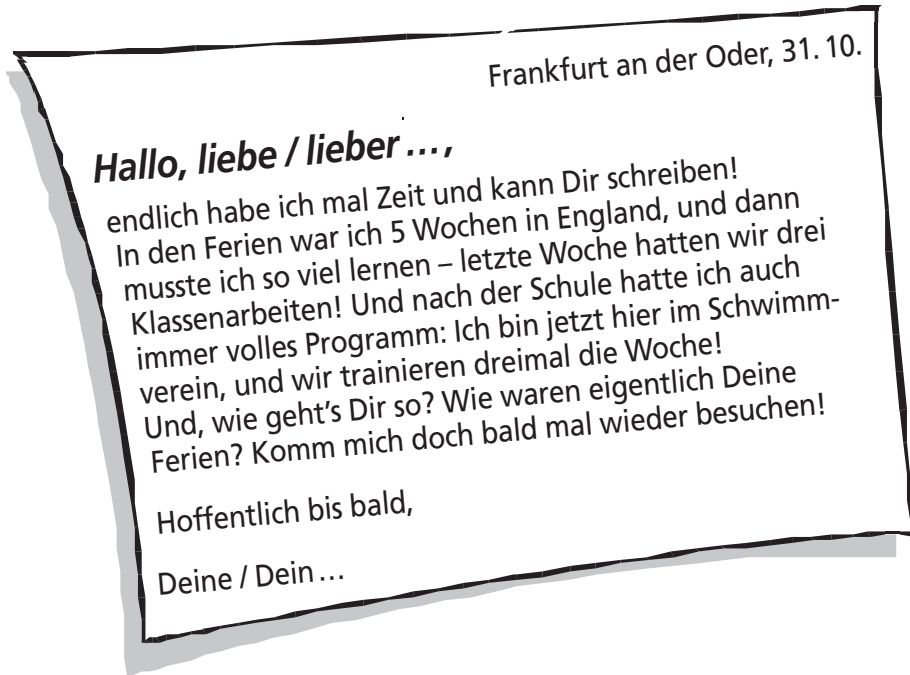 Frankfurt an der Oder, 31. 10.
Hallo, liebe / lieber ... ,
endlich habe ich mal Zeit und kann Dir schreiben!
In den Ferien war ich 5 Wochen in England, und dann
musste ich so viel lernen – letzte Woche hatten wir drei
Klassenarbeiten! Und nach der Schule hatte ich auch
immer volles Programm: Ich bin jetzt hier im Schwimm-
verein, und wir trainieren dreimal die Woche!
Und, wie geht's Dir so? Wie waren eigentlich Deine
Ferien? Komm mich doch bald mal wieder besuchen!
Hoffentlich bis bald,
Deine / Dein ...